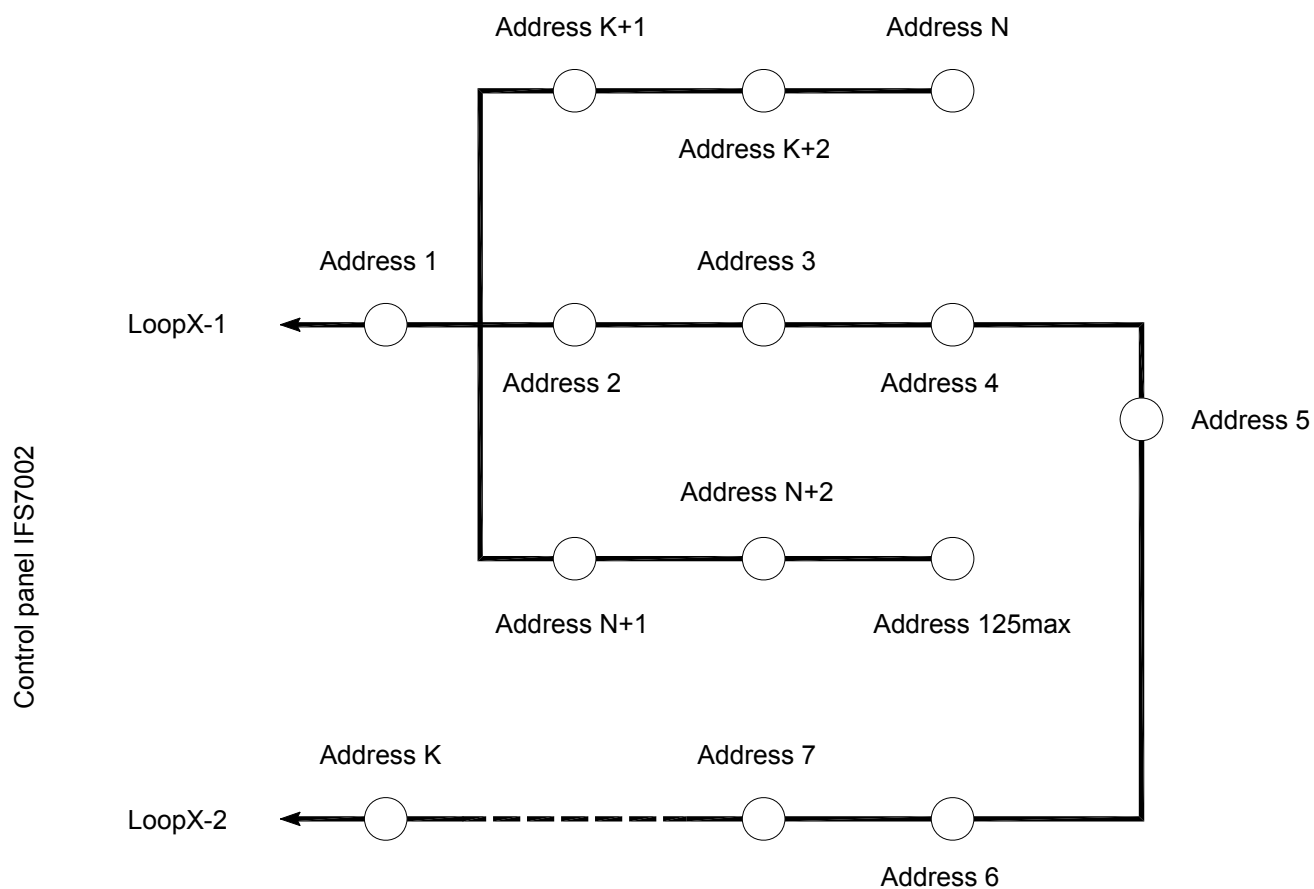 Address K+1
Address N
Address K+2
Address 1
Address 3
LoopX-1
Address 2
Address 4
Address 5
Control panel IFS7002
Address N+2
Address N+1
Address 125max
Address K
Address 7
LoopX-2
Address 6